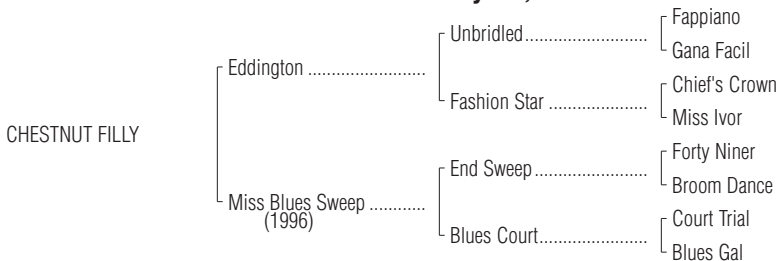 Fappiano
Unbridled
Gana Facil
Eddington
Chief's Crown
Fashion Star
Miss Ivor
CHESTNUT FILLY
Forty Niner
End Sweep
Broom Dance
Miss Blues Sweep
(1996)
Court Trial
Blues Court
Blues Gal